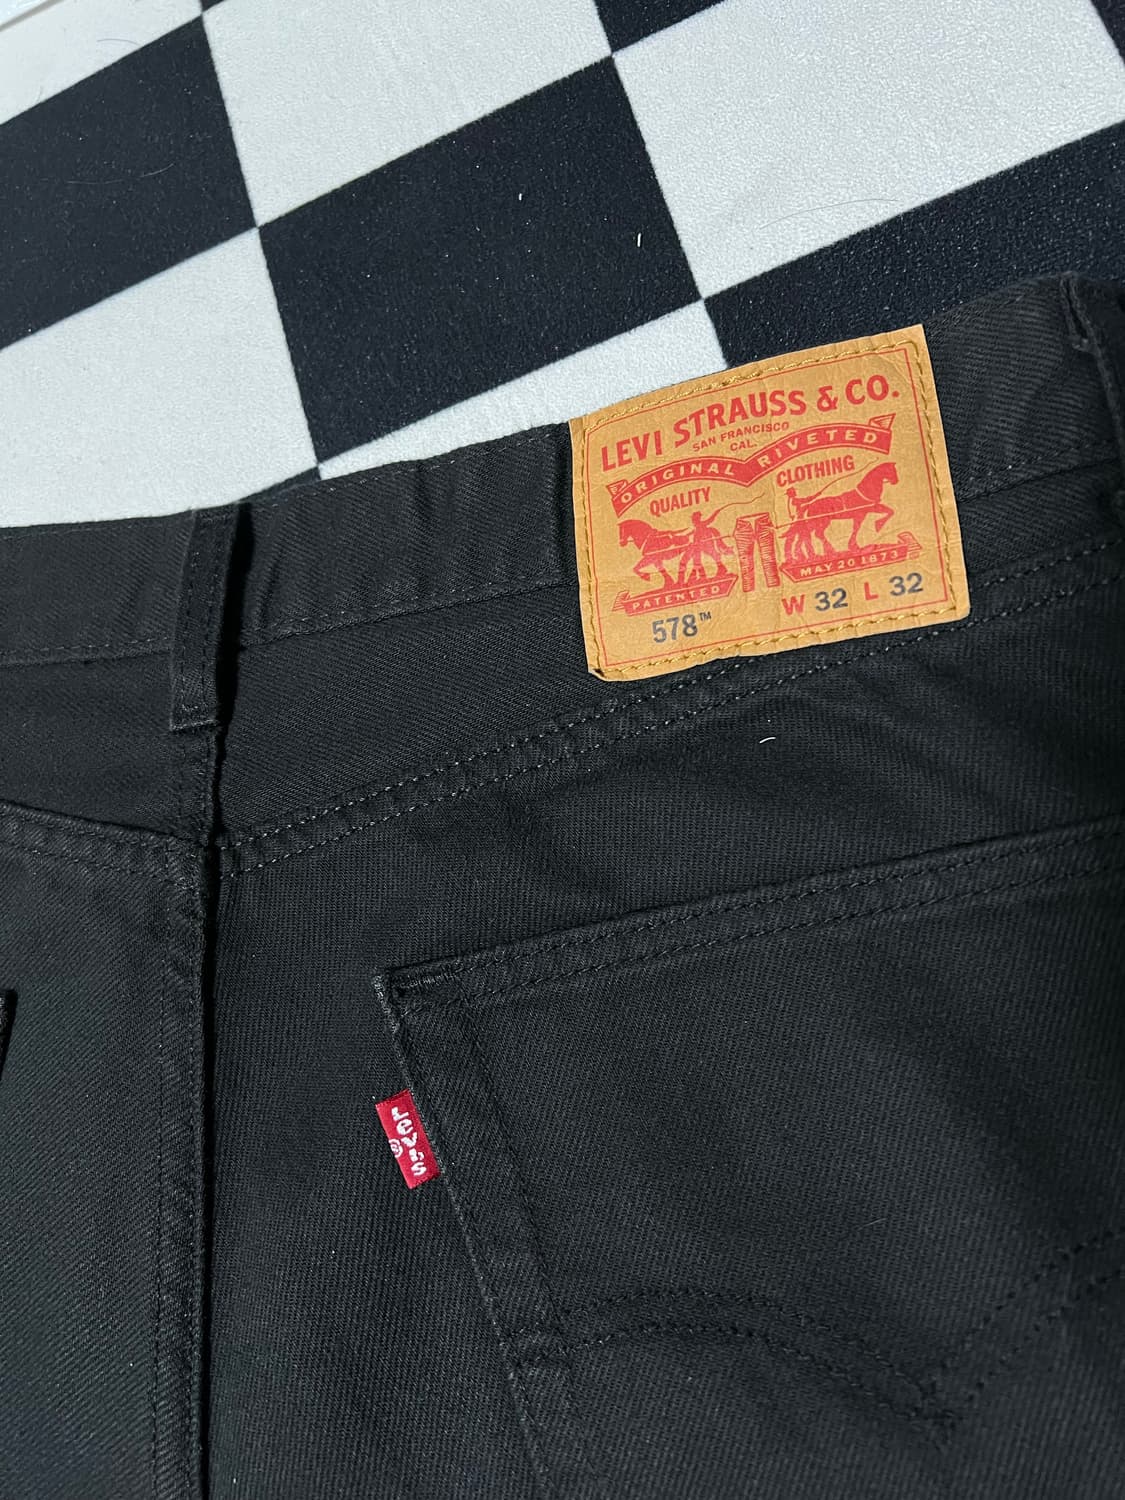 LEVI STRAUSS & CO.
SAN FRANCISCO
CAL.
ORIGINAL RIVETED
QUALITY CLOTHING
PATENTED MAY 20 1873
578™ W 32 L 32
Levi's
®